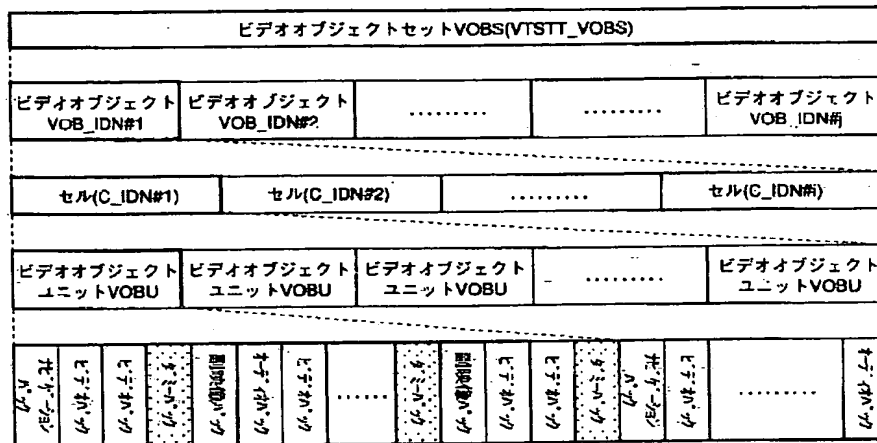 ビデオオブジェクトセットVOBS(VTSTT_VOBS)
ビデオオブジェクト
VOB_IDN#1
ビデオオブジェクト
VOB_IDN#2
.........
.........
ビデオオブジェクト
VOB_IDN#j
セル(C_IDN#1)
セル(C_IDN#2)
.........
セル(C_IDN#i)
ビデオオブジェクト
ユニットVOBU
ビデオオブジェクト
ユニットVOBU
ビデオオブジェクト
ユニットVOBU
.........
ビデオオブジェクト
ユニットVOBU
ナビゲーション
パック
ビデオパック
ビデオパック
ダミーパック
副映像パック
オーディオパック
ビデオパック
......
ダミーパック
副映像パック
ビデオパック
ビデオパック
ダミーパック
ナビゲーション
パック
ビデオパック
.........
オーディオパック